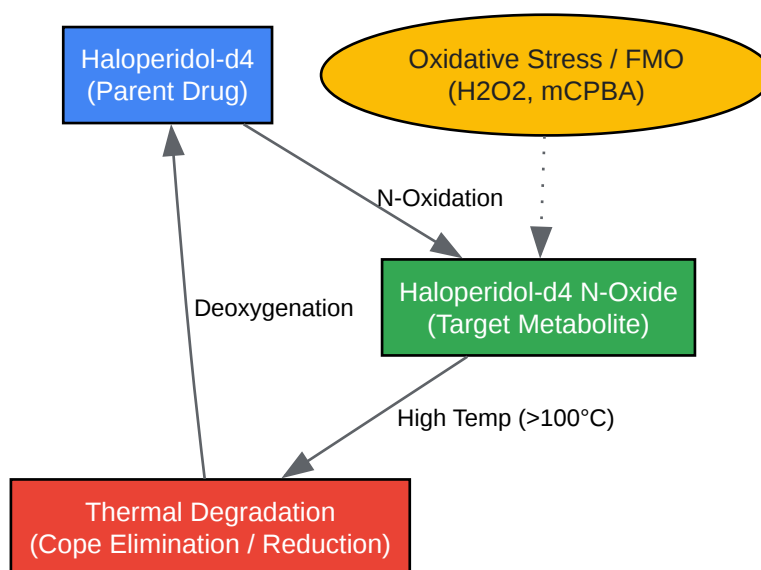 Haloperidol-d4
(Parent Drug)
Oxidative Stress / FMO
(H2O2, mCPBA)
N-Oxidation
Haloperidol-d4 N-Oxide
(Target Metabolite)
Deoxygenation
High Temp (>100°C)
Thermal Degradation
(Cope Elimination / Reduction)